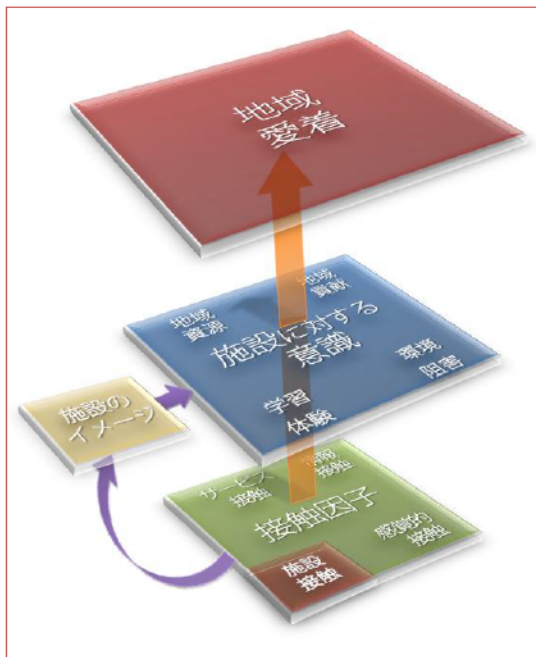 地域
愛着
地域
資源
地域
貢献
施設に対する
意識
環境
阻害
学習
体験
施設の
イメージ
サービス
接触
情報
接触
接触因子
感覚的
接触
施設
接触